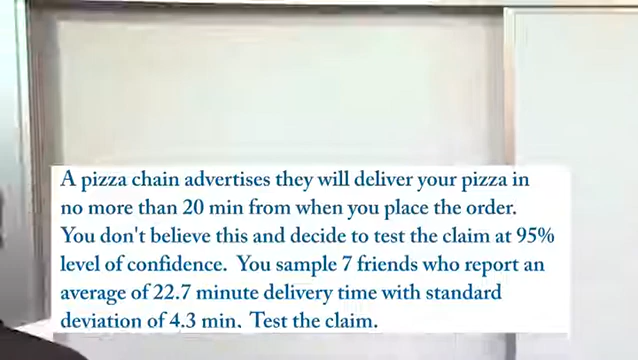 A pizza chain advertises they will deliver your pizza in
no more than 20 min from when you place the order.
You don't believe this and decide to test the claim at 95%
level of confidence.  You sample 7 friends who report an
average of 22.7 minute delivery time with standard
deviation of 4.3 min.  Test the claim.